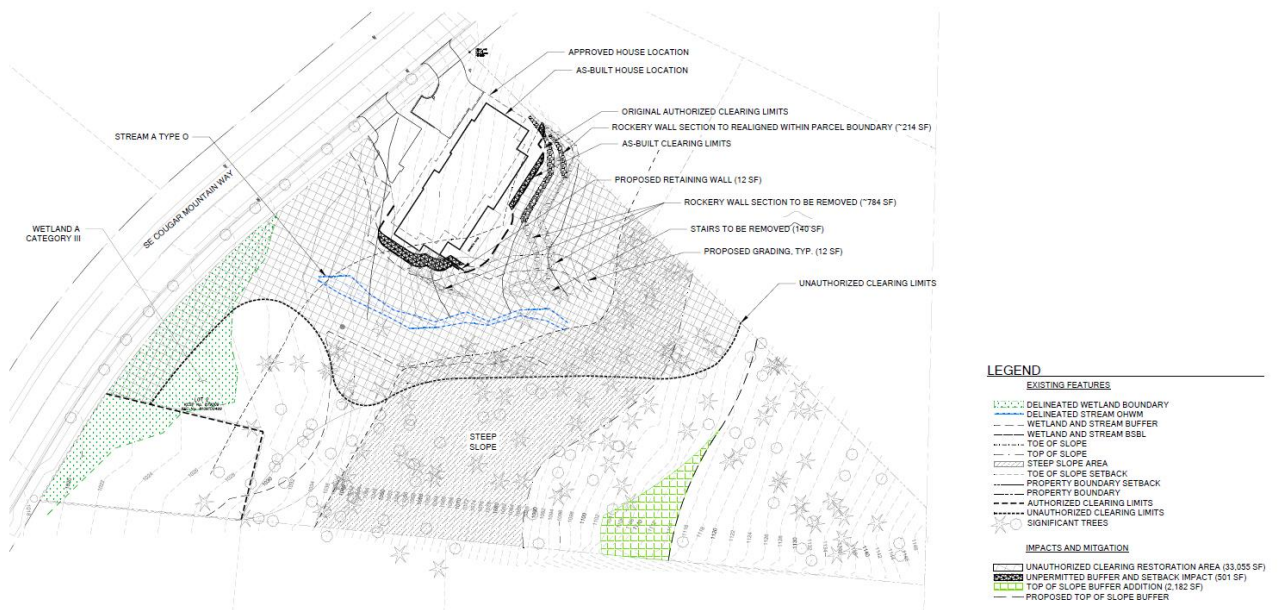 APPROVED HOUSE LOCATION
AS-BUILT HOUSE LOCATION
ORIGINAL AUTHORIZED CLEARING LIMITS
ROCKERY WALL SECTION TO REALIGNED WITHIN PARCEL BOUNDARY (~214 SF)
AS-BUILT CLEARING LIMITS
STREAM A TYPE O
PROPOSED RETAINING WALL (12 SF)
ROCKERY WALL SECTION TO BE REMOVED (~784 SF)
STAIRS TO BE REMOVED (140 SF)
PROPOSED GRADING, TYP. (12 SF)
SE COUGAR MOUNTAIN WAY
WETLAND A
CATEGORY III
UNAUTHORIZED CLEARING LIMITS
STEEP
SLOPE
LEGEND
EXISTING FEATURES
DELINEATED WETLAND BOUNDARY
DELINEATED STREAM OHWM
WETLAND AND STREAM BUFFER
WETLAND AND STREAM BSBL
TOE OF SLOPE
TOP OF SLOPE
STEEP SLOPE AREA
TOE OF SLOPE SETBACK
PROPERTY BOUNDARY SETBACK
PROPERTY BOUNDARY
AUTHORIZED CLEARING LIMITS
UNAUTHORIZED CLEARING LIMITS
SIGNIFICANT TREES
IMPACTS AND MITGATION
UNAUTHORIZED CLEARING RESTORATION AREA (33,055 SF)
UNPERMITTED BUFFER AND SETBACK IMPACT (501 SF)
TOP OF SLOPE BUFFER ADDITION (2,182 SF)
PROPOSED TOP OF SLOPE BUFFER